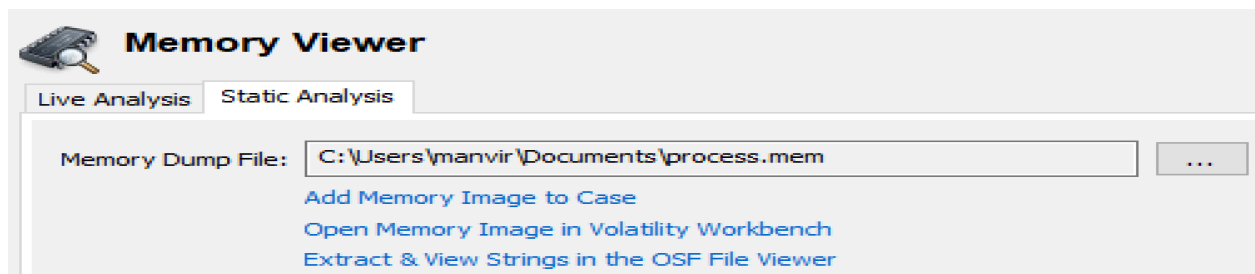 Memory Viewer
Live Analysis Static Analysis
Memory Dump File: C:\Users\manvir\Documents\process.mem ...
Add Memory Image to Case
Open Memory Image in Volatility Workbench
Extract & View Strings in the OSF File Viewer